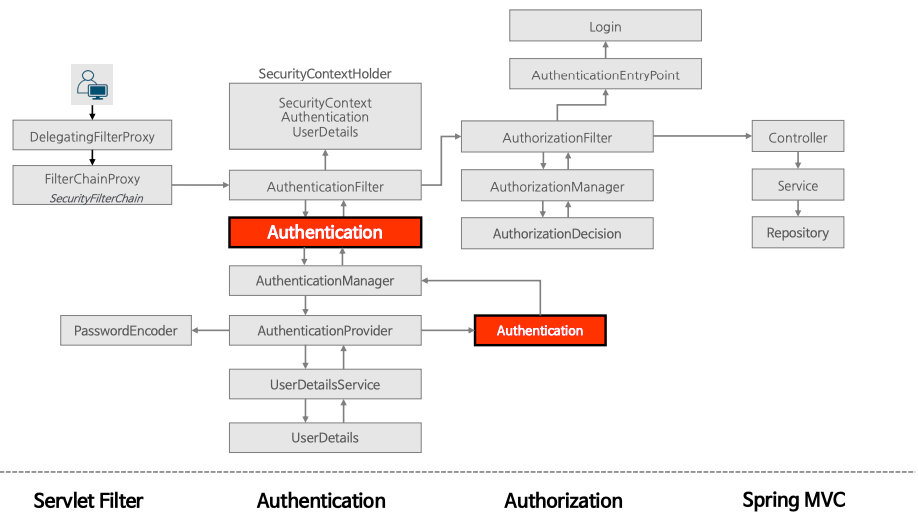 DelegatingFilterProxy
FilterChainProxy
SecurityFilterChain
SecurityContextHolder
SecurityContext
Authentication
UserDetails
AuthenticationFilter
Authentication
AuthenticationManager
PasswordEncoder
AuthenticationProvider
Authentication
UserDetailsService
UserDetails
Login
AuthenticationEntryPoint
AuthorizationFilter
AuthorizationManager
AuthorizationDecision
Controller
Service
Repository
Servlet Filter
Authentication
Authorization
Spring MVC